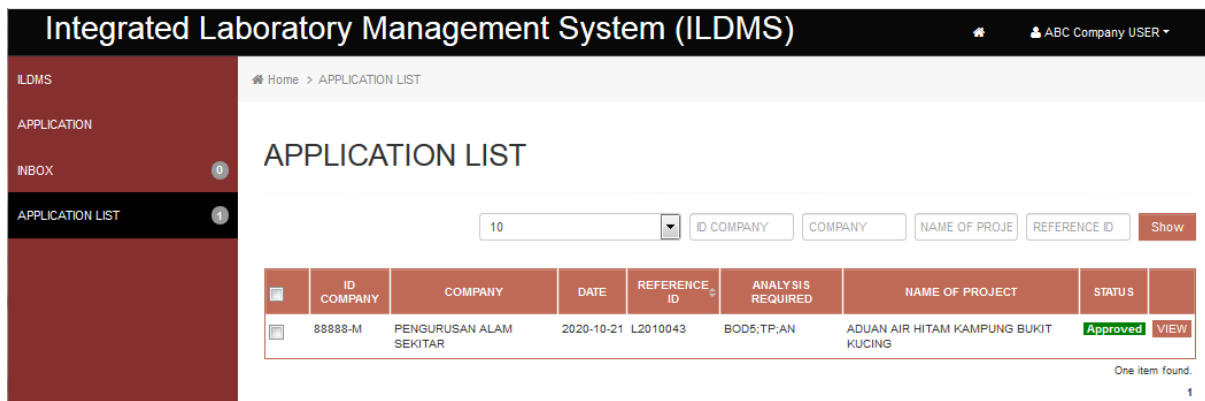 Integrated Laboratory Management System (ILDMS)
ABC Company USER
ILDMS
Home > APPLICATION LIST
APPLICATION
INBOX 0
APPLICATION LIST 1
APPLICATION LIST
10 ID COMPANY COMPANY NAME OF PROJE REFERENCE ID Show
ID COMPANY COMPANY DATE REFERENCE ID ANALYSIS REQUIRED NAME OF PROJECT STATUS
88888-M PENGURUSAN ALAM SEKITAR 2020-10-21 L2010043 BOD5;TP;AN ADUAN AIR HITAM KAMPUNG BUKIT KUCING Approved VIEW
One item found.
1